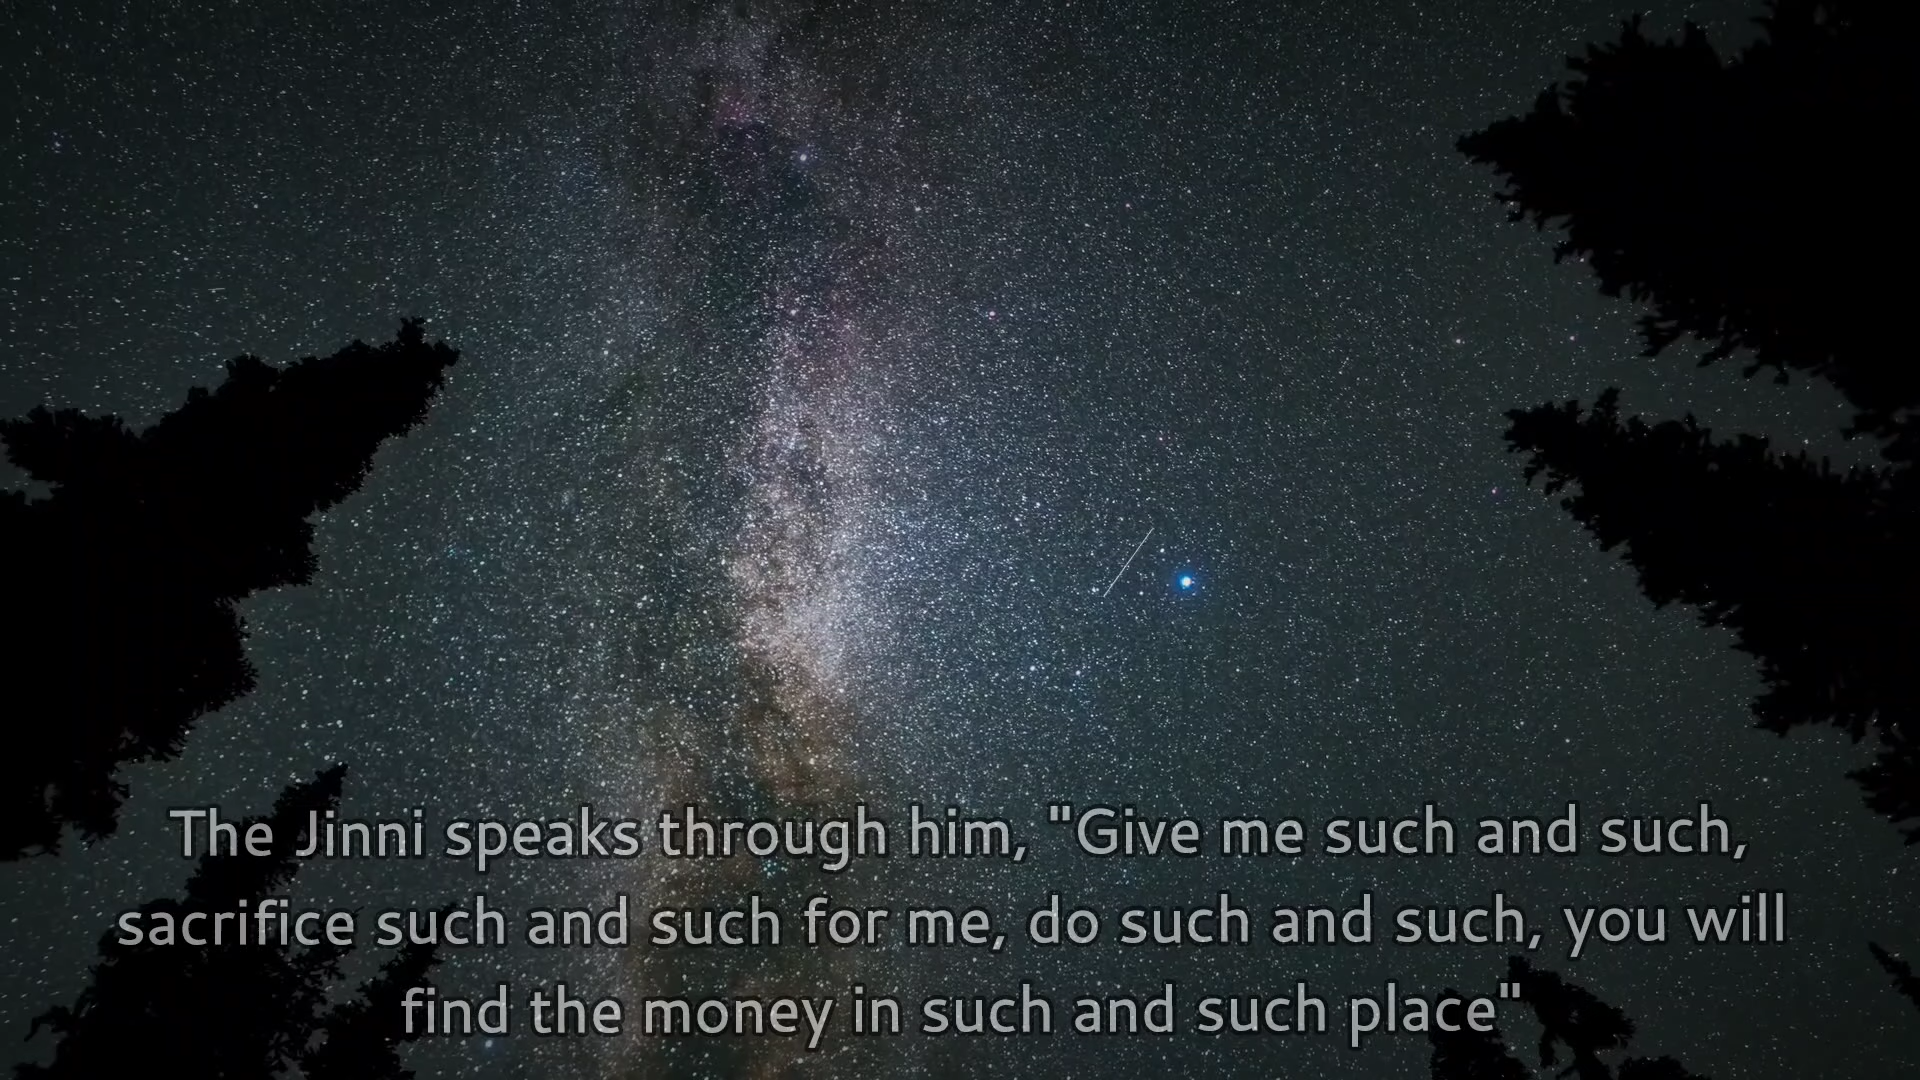 The Jinni speaks through him, "Give me such and such,
sacrifice such and such for me, do such and such, you will
find the money in such and such place"